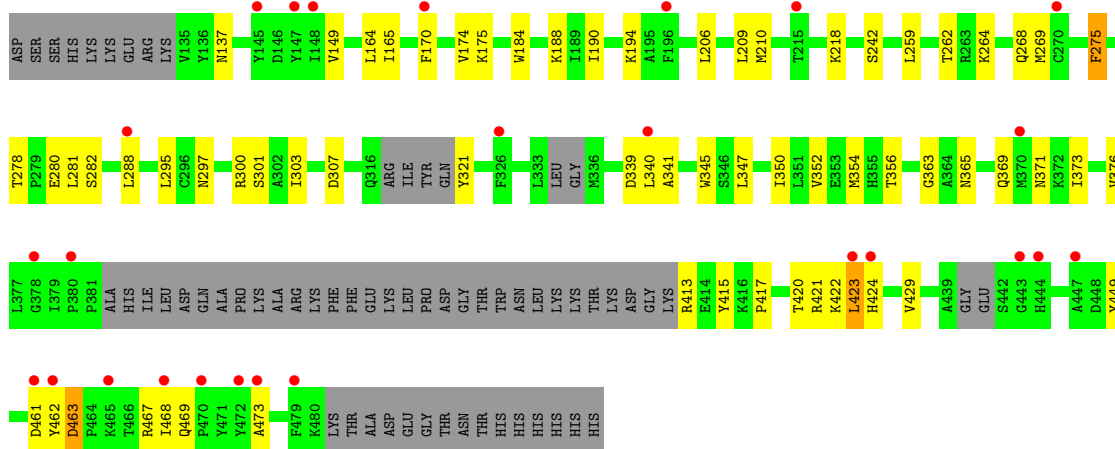 ASP SER SER HIS LYS LYS GLU ARG LYS V135 Y136 N137 Y145 D146 Y147 I148 V149 L164 I165 F170 V174 K175 W184 K188 I189 I190 K194 A195 F196 L206 L209 M210 T215 K218 S242 L259 T262 R263 K264 Q268 M269 C270 F275
T278 P279 E280 L281 S282 L288 L295 C296 N297 R300 S301 A302 I303 D307 Q316 ARG ILE TYR GLN Y321 F326 L333 LEU GLY M336 D339 L340 A341 W345 S346 L347 I350 L351 V352 E353 M354 H355 T356 G363 A364 N365 Q369 M370 N371 K372 I373 V376
L377 G378 I379 P380 P381 ALA HIS ILE LEU ASP GLN ALA PRO LYS ALA ARG LYS PHE PHE GLU LYS LEU PRO ASP GLY THR TRP ASN LEU LYS LYS THR LYS ASP GLY LYS R413 E414 Y415 K416 P417 T420 R421 K422 L423 H424 V429 A439 GLY GLU S442 G443 H444 A447 D448 Y449
D461 Y462 D463 P464 K465 T466 R467 I468 Q469 P470 Y471 Y472 A473 F479 K480 LYS THR ALA ASP GLU GLY THR ASN THR HIS HIS HIS HIS HIS HIS